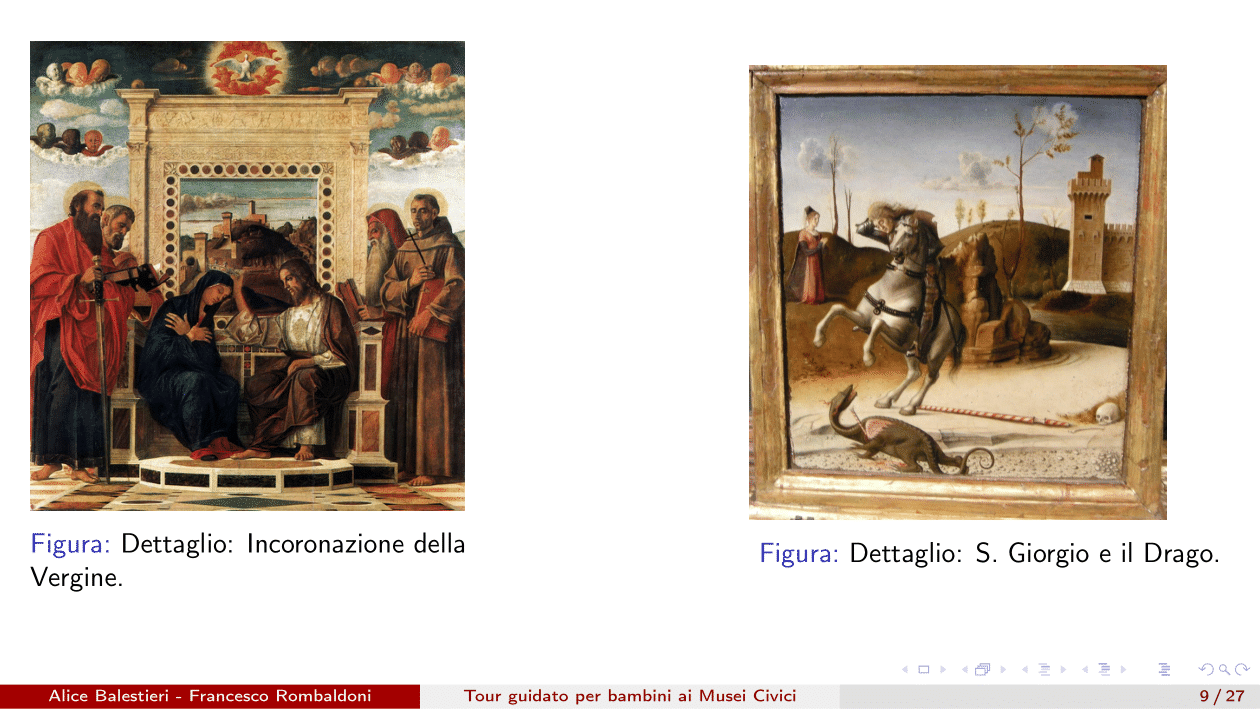 Figura: Dettaglio: Incoronazione della
Vergine.
Figura: Dettaglio: S. Giorgio e il Drago.
Alice Balestieri - Francesco Rombaldoni
Tour guidato per bambini ai Musei Civici
9 / 27